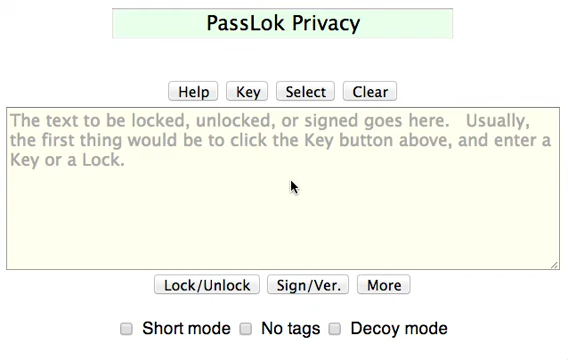 PassLok Privacy
Help Key Select Clear
The text to be locked, unlocked, or signed goes here. Usually,
the first thing would be to click the Key button above, and enter a
Key or a Lock.
Lock/Unlock Sign/Ver. More
Short mode No tags Decoy mode